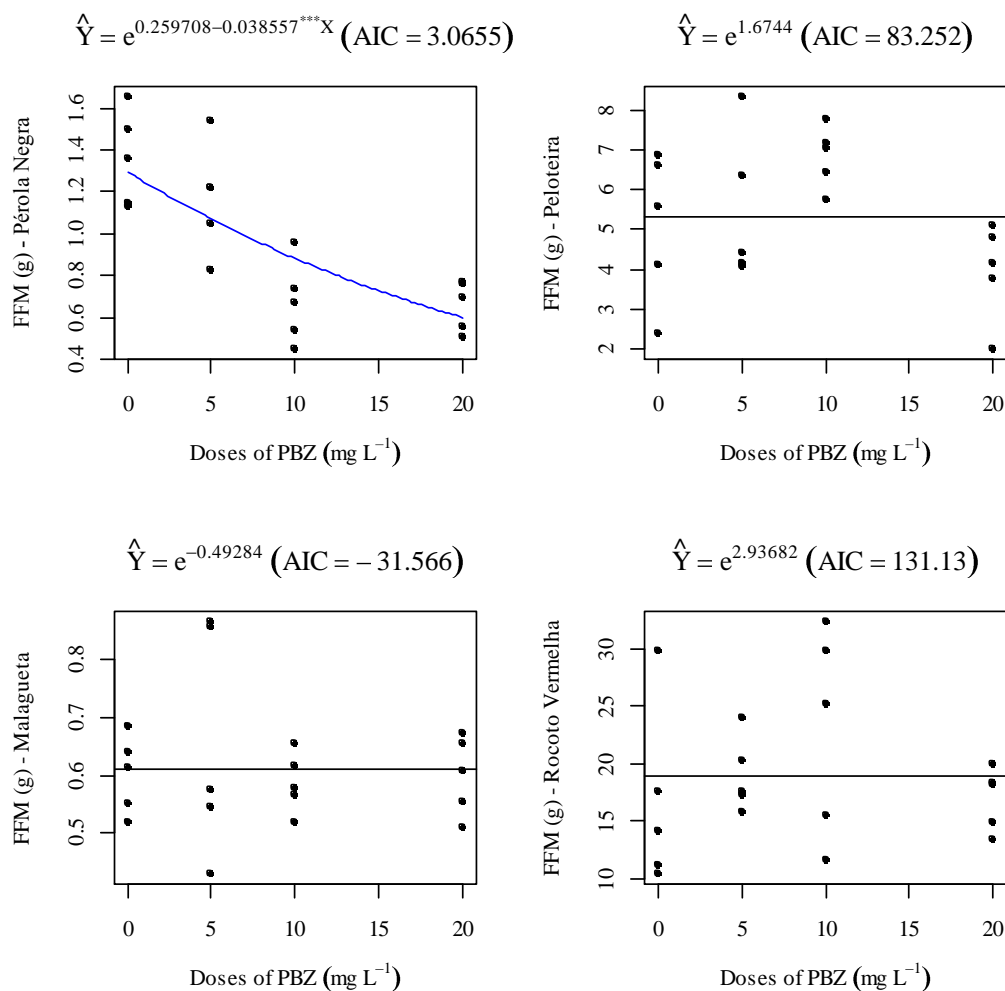 Ŷ = e^0.259708–0.038557***X (AIC = 3.0655)
FFM (g) - Pérola Negra
1.6
1.4
1.2
1.0
0.8
0.6
0.4
0 5 10 15 20
Doses of PBZ (mg L⁻¹)
Ŷ = e^1.6744 (AIC = 83.252)
FFM (g) - Peloteira
8
7
6
5
4
3
2
0 5 10 15 20
Doses of PBZ (mg L⁻¹)
Ŷ = e^–0.49284 (AIC = – 31.566)
FFM (g) - Malagueta
0.8
0.7
0.6
0.5
0 5 10 15 20
Doses of PBZ (mg L⁻¹)
Ŷ = e^2.93682 (AIC = 131.13)
FFM (g) - Rocoto Vermelha
30
25
20
15
10
0 5 10 15 20
Doses of PBZ (mg L⁻¹)